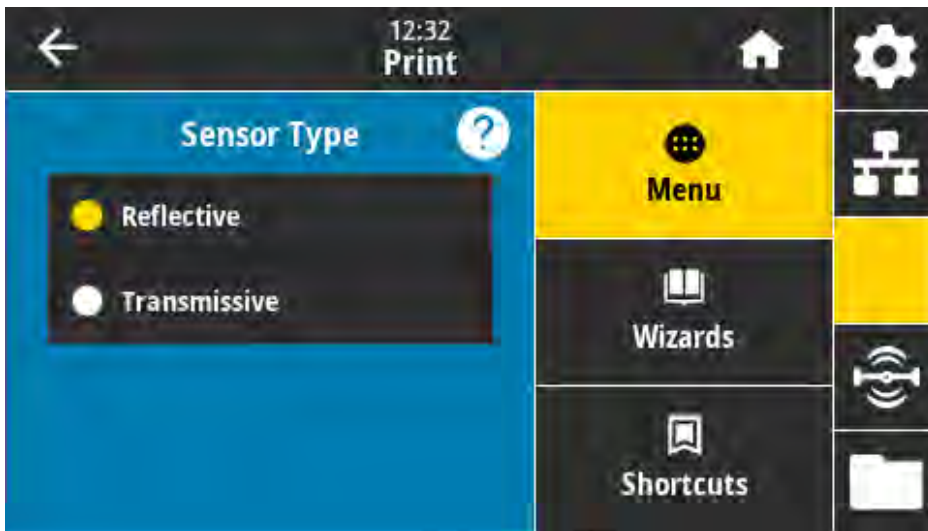 12:32
Print
Sensor Type
?
Reflective
Transmissive
Menu
Wizards
Shortcuts